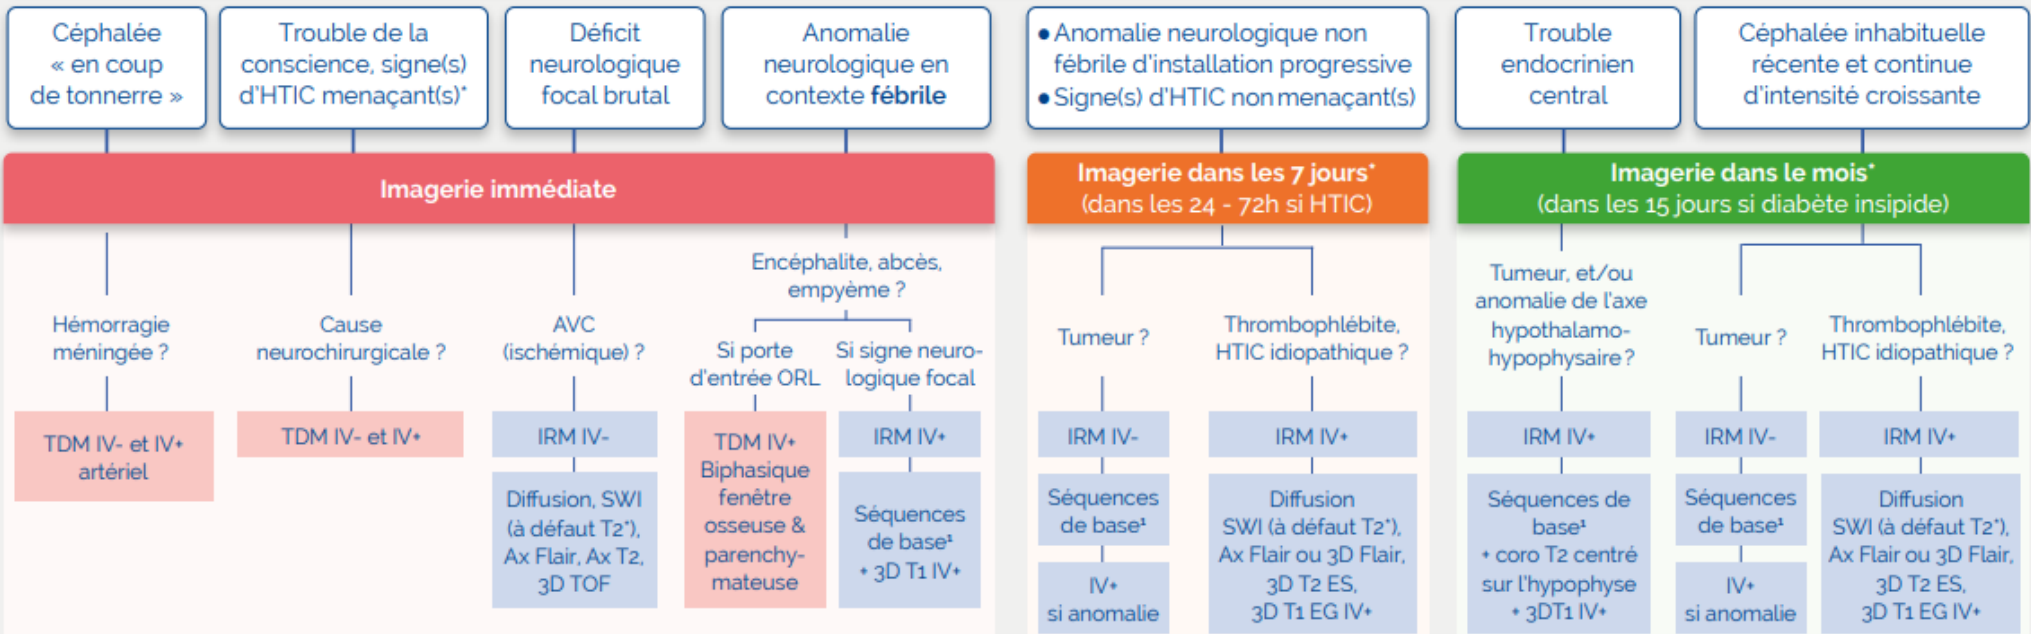 Céphalée
« en coup
de tonnerre »
Trouble de la
conscience, signe(s)
d'HTIC menaçant(s)*
Déficit
neurologique
focal brutal
Anomalie
neurologique en
contexte fébrile
● Anomalie neurologique non
fébrile d'installation progressive
● Signe(s) d'HTIC non menaçant(s)
Trouble
endocrinien
central
Céphalée inhabituelle
récente et continue
d'intensité croissante
Imagerie immédiate
Imagerie dans les 7 jours*
(dans les 24 - 72h si HTIC)
Imagerie dans le mois*
(dans les 15 jours si diabète insipide)
Hémorragie
méningée ?
TDM IV- et IV+
artériel
Cause
neurochirurgicale ?
TDM IV- et IV+
AVC
(ischémique) ?
IRM IV-
Diffusion, SWI
(à défaut T2*),
Ax Flair, Ax T2,
3D TOF
Encéphalite, abcès,
empyème ?
Si porte
d'entrée ORL
TDM IV+
Biphasique
fenêtre
osseuse &
parenchy-
mateuse
Si signe neuro-
logique focal
IRM IV+
Séquences
de base¹
+ 3D T1 IV+
Tumeur ?
IRM IV-
Séquences
de base¹
IV+
si anomalie
Thrombophlébite,
HTIC idiopathique ?
IRM IV+
Diffusion
SWI (à défaut T2*),
Ax Flair ou 3D Flair,
3D T2 ES,
3D T1 EG IV+
Tumeur, et/ou
anomalie de l'axe
hypothalamo-
hypophysaire ?
IRM IV+
Séquences de
base¹
+ coro T2 centré
sur l'hypophyse
+ 3DT1 IV+
Tumeur ?
IRM IV-
Séquences
de base¹
IV+
si anomalie
Thrombophlébite,
HTIC idiopathique ?
IRM IV+
Diffusion
SWI (à défaut T2*),
Ax Flair ou 3D Flair,
3D T2 ES,
3D T1 EG IV+